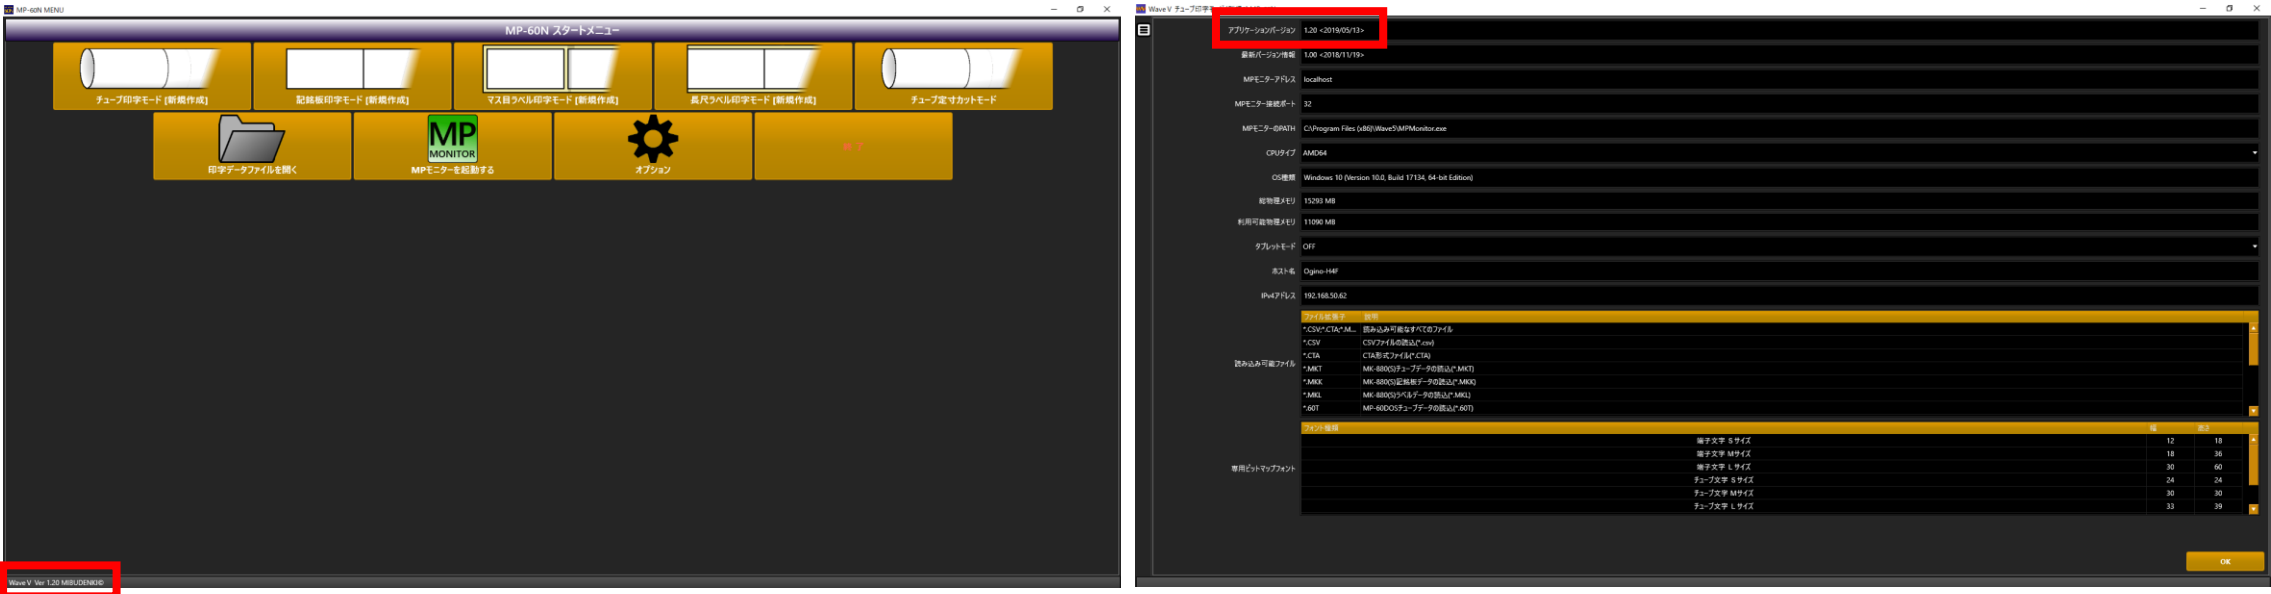 MP-60N MENU
MP-60N スタートメニュー
チューブ印字モード [新規作成]
記銘板印字モード [新規作成]
マス目ラベル印字モード [新規作成]
長尺ラベル印字モード [新規作成]
チューブ定寸カットモード
印字データファイルを開く
MP
MONITOR
MPモニターを起動する
オプション
終了
Wave V Ver 1.20 MIBUDENKI©
Wave V チューブ印字モード
アプリケーションバージョン 1.20 <2019/05/13>
最新バージョン情報 1.00 <2018/11/19>
MPモニターアドレス localhost
MPモニター接続ポート 32
MPモニターのPATH C:\Program Files (x86)\Wave5\MPMonitor.exe
CPUタイプ AMD64
OS種類 Windows 10 (Version 10.0, Build 17134, 64-bit Edition)
総物理メモリ 15293 MB
利用可能物理メモリ 11090 MB
タブレットモード OFF
ホスト名 Ogino-H4F
IPv4アドレス 192.168.50.62
読み込み可能ファイル
ファイル拡張子 説明
*.CSV;*.CTA;*.M... 読み込み可能なすべてのファイル
*.CSV CSVファイルの読込(*.csv)
*.CTA CTA形式ファイル(*.CTA)
*.MKT MK-880(S)チューブデータの読込(*.MKT)
*.MKK MK-880(S)記銘板データの読込(*.MKK)
*.MKL MK-880(S)ラベルデータの読込(*.MKL)
*.60T MP-60DOSチューブデータの読込(*.60T)
専用ビットマップフォント
フォント種類 幅 高さ
端子文字 Sサイズ 12 18
端子文字 Mサイズ 18 36
端子文字 Lサイズ 30 60
チューブ文字 Sサイズ 24 24
チューブ文字 Mサイズ 30 30
チューブ文字 Lサイズ 33 39
OK